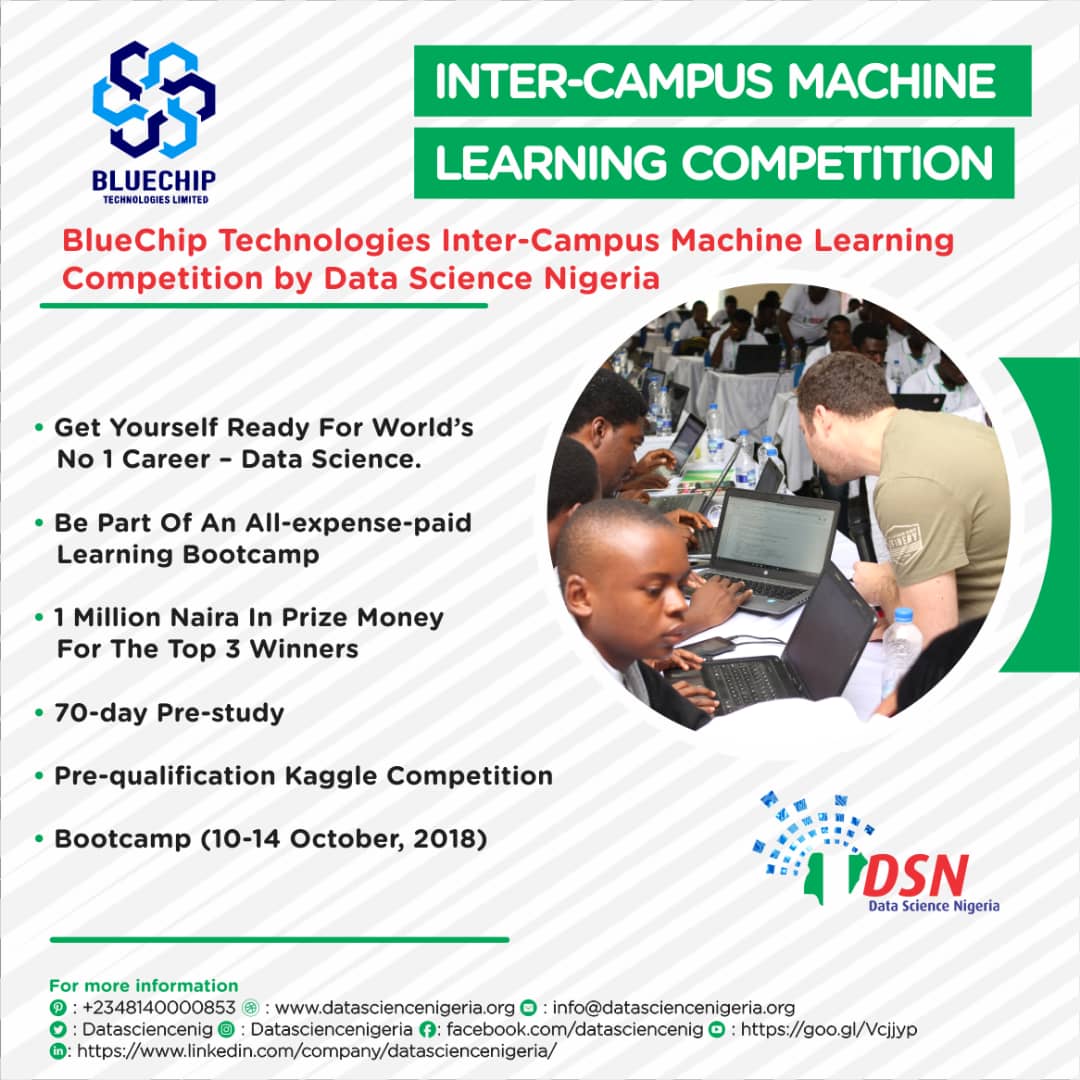 BLUECHIP
TECHNOLOGIES LIMITED
INTER-CAMPUS MACHINE
LEARNING COMPETITION
BlueChip Technologies Inter-Campus Machine Learning
Competition by Data Science Nigeria
• Get Yourself Ready For World's
No 1 Career – Data Science.
• Be Part Of An All-expense-paid
Learning Bootcamp
• 1 Million Naira In Prize Money
For The Top 3 Winners
• 70-day Pre-study
• Pre-qualification Kaggle Competition
• Bootcamp (10-14 October, 2018)
DSN
Data Science Nigeria
For more information
: +2348140000853 : www.datasciencenigeria.org : info@datasciencenigeria.org
: Datasciencenig : Datasciencenigeria : facebook.com/datasciencenig : https://goo.gl/Vcjjyp
: https://www.linkedin.com/company/datasciencenigeria/